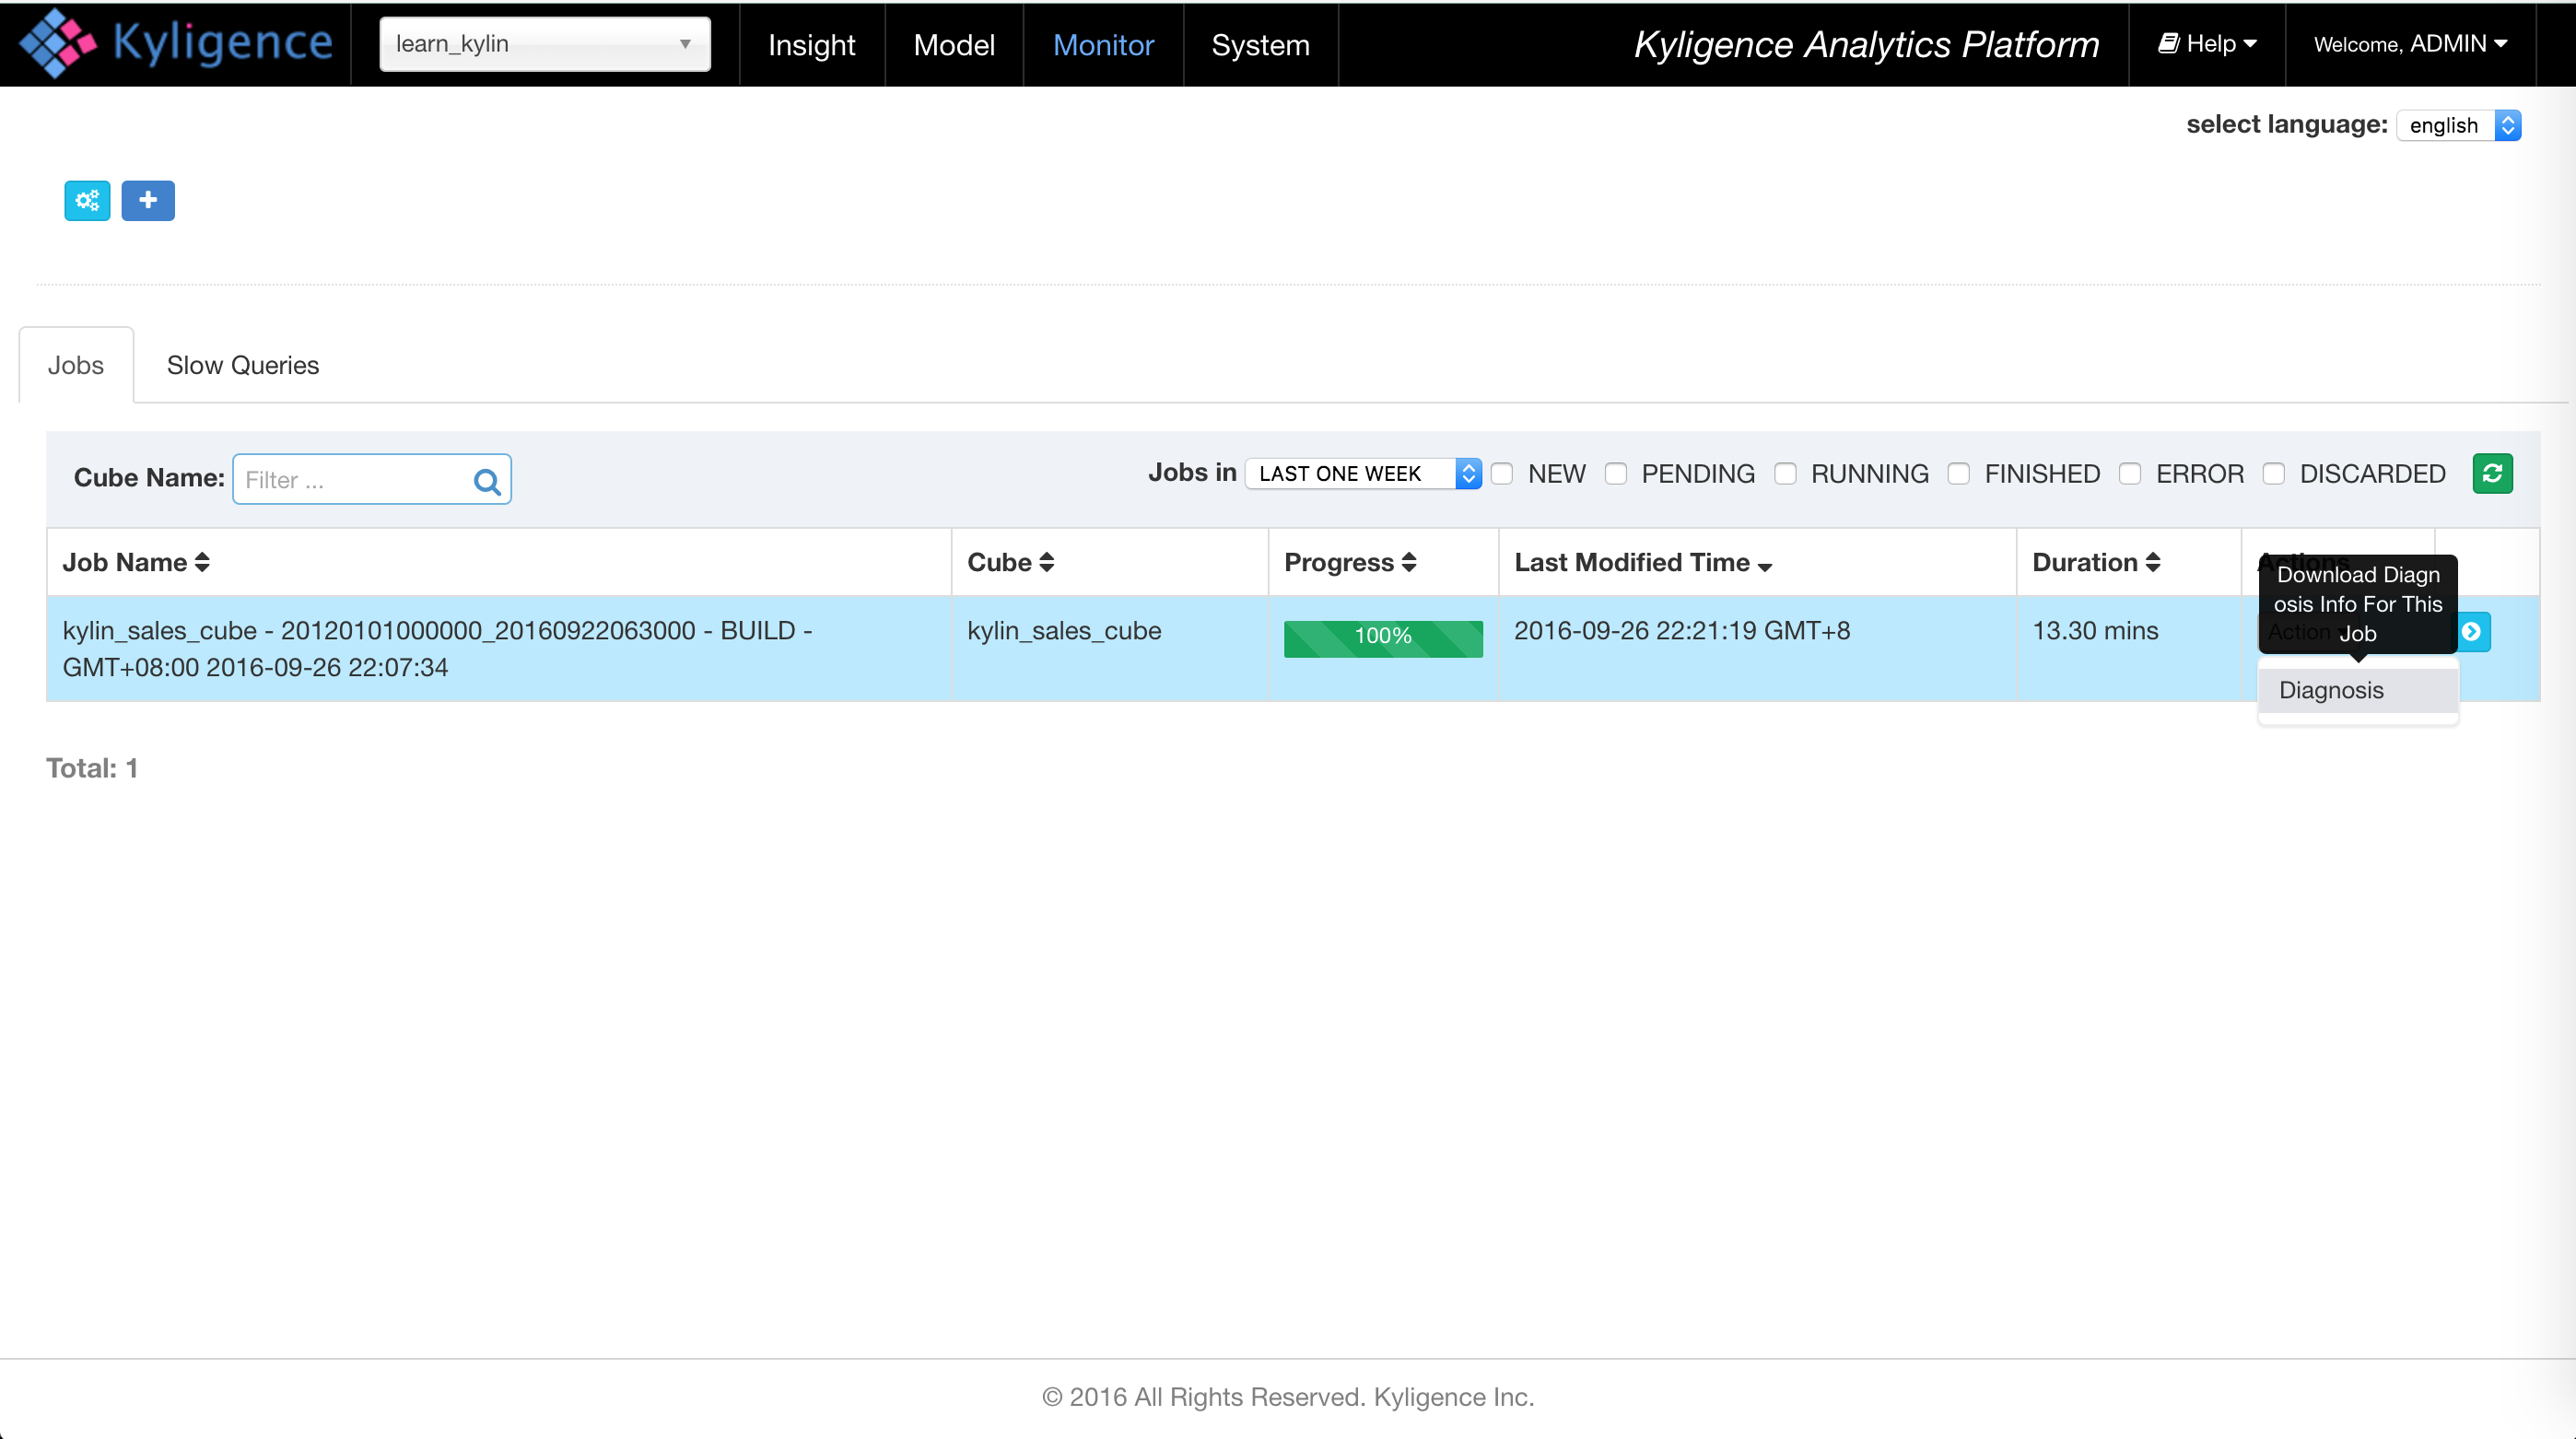 Kyligence
learn_kylin
Insight
Model
Monitor
System
Kyligence Analytics Platform
Help
Welcome, ADMIN
select language: english
Jobs
Slow Queries
Cube Name: Filter ...
Jobs in LAST ONE WEEK NEW PENDING RUNNING FINISHED ERROR DISCARDED
Job Name Cube Progress Last Modified Time Duration Actions
kylin_sales_cube - 20120101000000_20160922063000 - BUILD -
GMT+08:00 2016-09-26 22:07:34
kylin_sales_cube
100%
2016-09-26 22:21:19 GMT+8
13.30 mins
Action
Download Diagn
osis Info For This
Job
Diagnosis
Total: 1
© 2016 All Rights Reserved. Kyligence Inc.